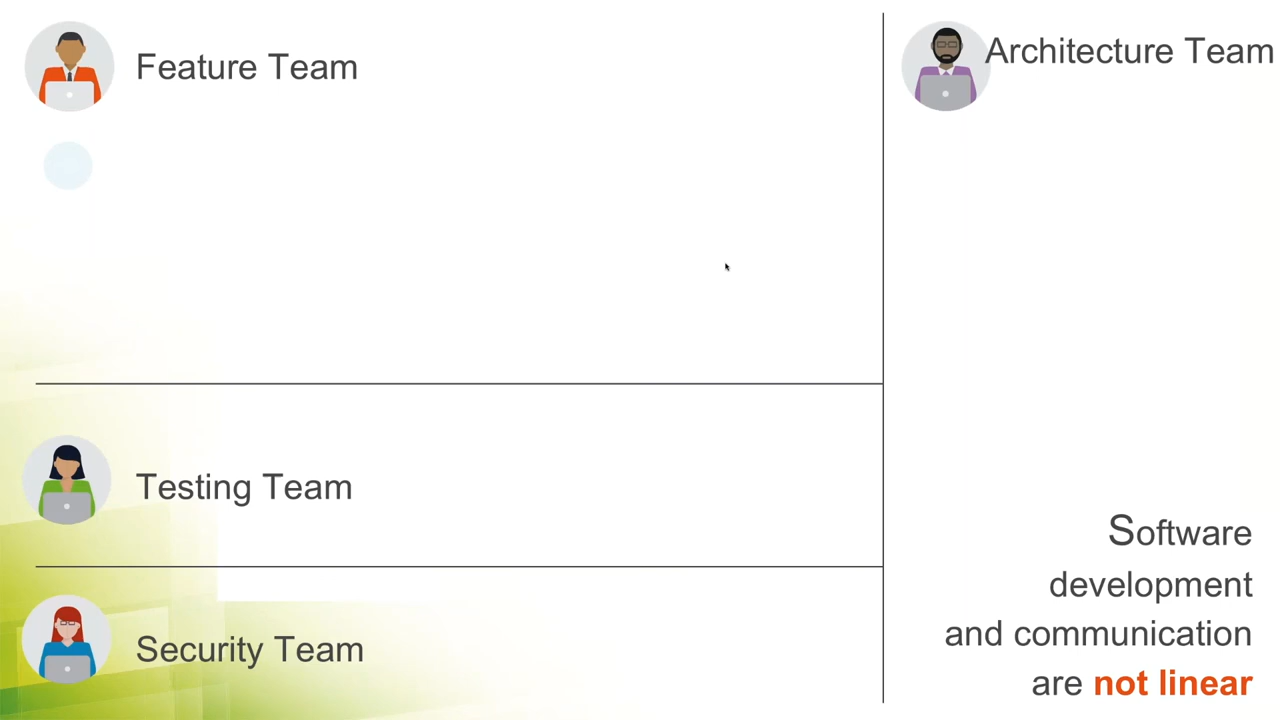 Feature Team
Architecture Team
Testing Team
Security Team
Software
development
and communication
are not linear